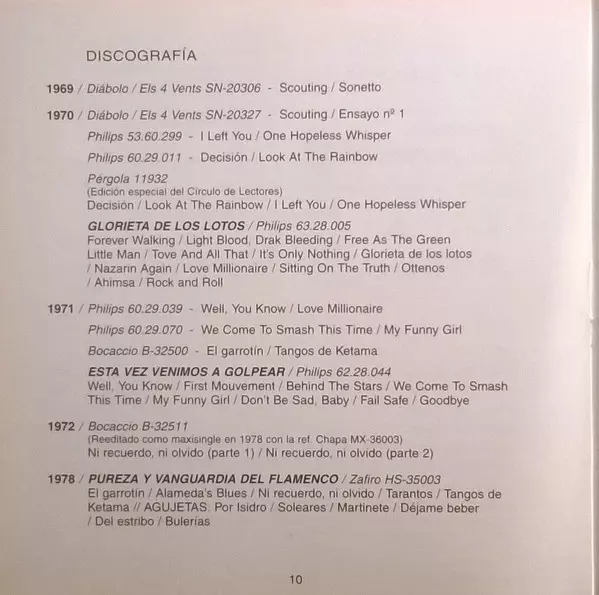 DISCOGRAFÍA
1969 / Diábolo / Els 4 Vents SN-20306 - Scouting / Sonetto
1970 / Diábolo / Els 4 Vents SN-20327 - Scouting / Ensayo nº 1
Philips 53.60.299 - I Left You / One Hopeless Whisper
Philips 60.29.011 - Decisión / Look At The Rainbow
Pérgola 11932
(Edición especial del Círculo de Lectores)
Decisión / Look At The Rainbow / I Left You / One Hopeless Whisper
GLORIETA DE LOS LOTOS / Philips 63.28.005
Forever Walking / Light Blood, Drak Bleeding / Free As The Green
Little Man / Tove And All That / It's Only Nothing / Glorieta de los lotos
/ Nazarin Again / Love Millionaire / Sitting On The Truth / Ottenos
/ Ahimsa / Rock and Roll
1971 / Philips 60.29.039 - Well, You Know / Love Millionaire
Philips 60.29.070 - We Come To Smash This Time / My Funny Girl
Bocaccio B-32500 - El garrotín / Tangos de Ketama
ESTA VEZ VENIMOS A GOLPEAR / Philips 62.28.044
Well, You Know / First Mouvement / Behind The Stars / We Come To Smash
This Time / My Funny Girl / Don't Be Sad, Baby / Fail Safe / Goodbye
1972 / Bocaccio B-32511
(Reeditado como maxisingle en 1978 con la ref. Chapa MX-36003)
Ni recuerdo, ni olvido (parte 1) / Ni recuerdo, ni olvido (parte 2)
1978 / PUREZA Y VANGUARDIA DEL FLAMENCO / Zafiro HS-35003
El garrotín / Alameda's Blues / Ni recuerdo, ni olvido / Tarantos / Tangos de
Ketama // AGUJETAS. Por Isidro / Soleares / Martinete / Déjame beber
/ Del estribo / Bulerías
10